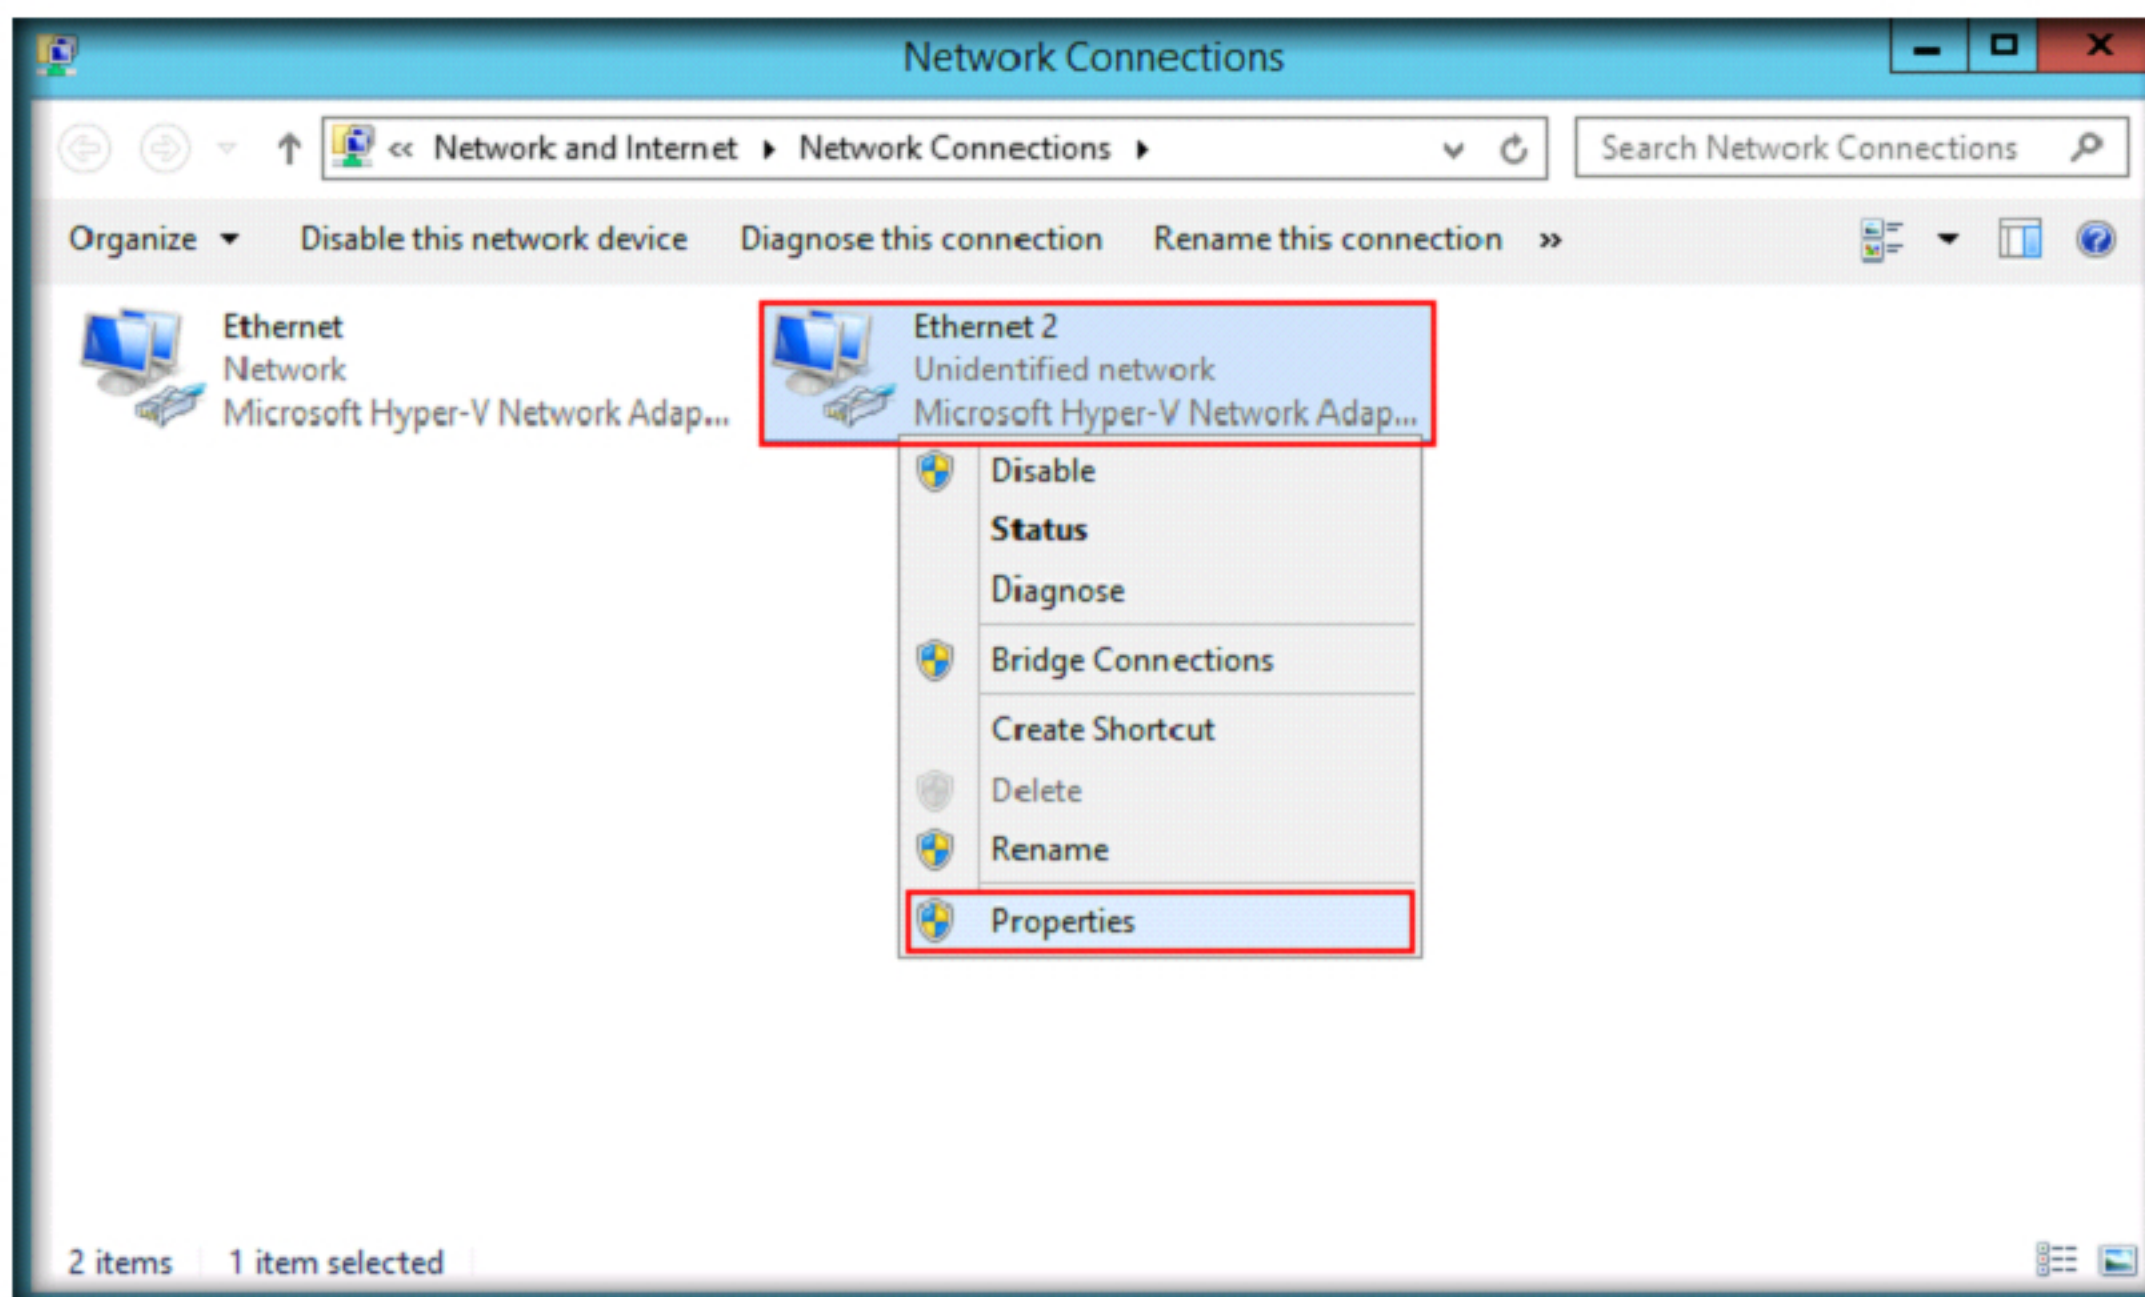 Network Connections
« Network and Internet Network Connections
Search Network Connections
Organize Disable this network device Diagnose this connection Rename this connection »
Ethernet
Network
Microsoft Hyper-V Network Adap...
Ethernet 2
Unidentified network
Microsoft Hyper-V Network Adap...
Disable
Status
Diagnose
Bridge Connections
Create Shortcut
Delete
Rename
Properties
2 items 1 item selected